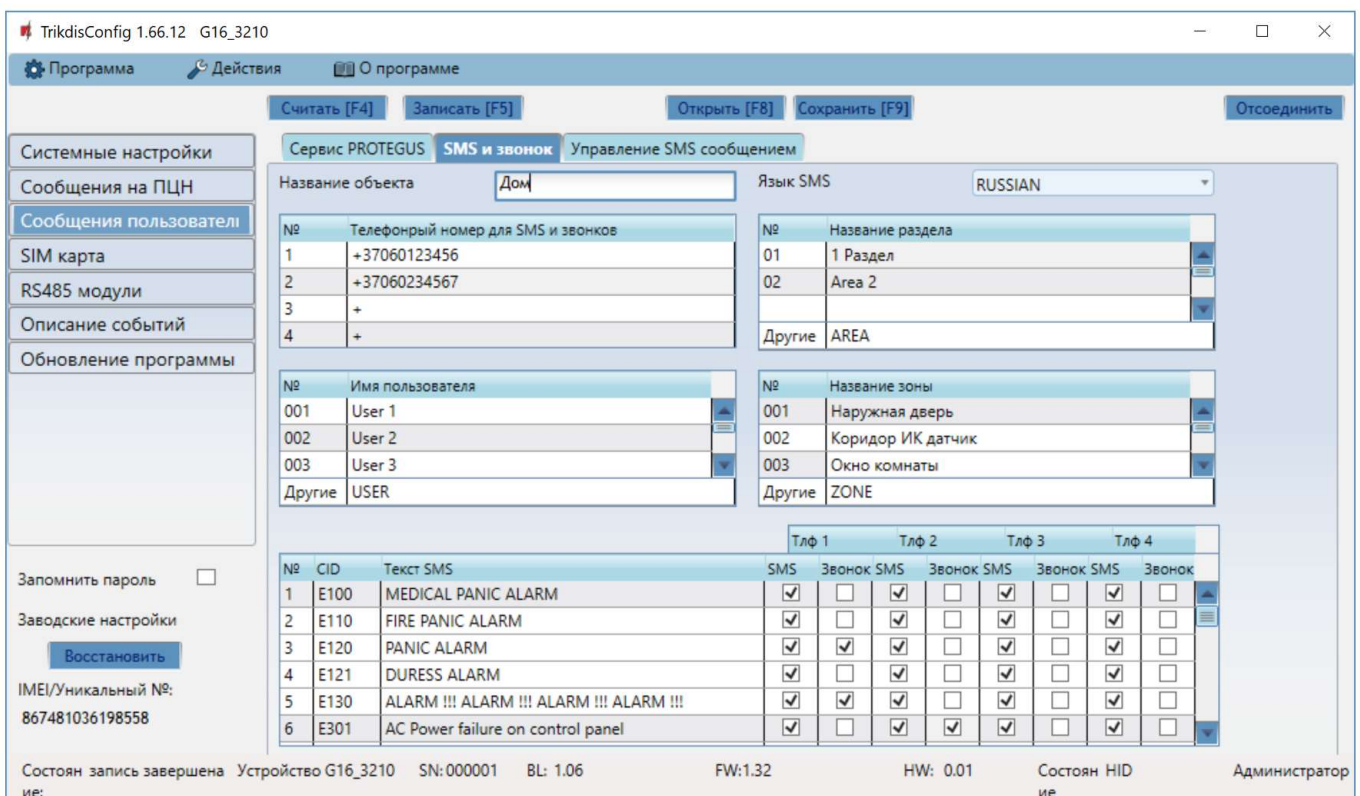 TrikdisConfig 1.66.12 G16_3210
Программа Действия О программе
Считать [F4] Записать [F5] Открыть [F8] Сохранить [F9] Отсоединить
Системные настройки
Сообщения на ПЦН
Сообщения пользовател
SIM карта
RS485 модули
Описание событий
Обновление программы
Сервис PROTEGUS SMS и звонок Управление SMS сообщением
Название объекта Дом Язык SMS RUSSIAN
№ Телефонрый номер для SMS и звонков
1 +37060123456
2 +37060234567
3 +
4 +
№ Название раздела
01 1 Раздел
02 Area 2
Другие AREA
№ Имя пользователя
001 User 1
002 User 2
003 User 3
Другие USER
№ Название зоны
001 Наружная дверь
002 Коридор ИК датчик
003 Окно комнаты
Другие ZONE
Тлф 1 Тлф 2 Тлф 3 Тлф 4
№ CID Текст SMS SMS Звонок SMS Звонок SMS Звонок SMS Звонок
1 E100 MEDICAL PANIC ALARM
2 E110 FIRE PANIC ALARM
3 E120 PANIC ALARM
4 E121 DURESS ALARM
5 E130 ALARM !!! ALARM !!! ALARM !!! ALARM !!!
6 E301 AC Power failure on control panel
Запомнить пароль
Заводские настройки
Восстановить
IMEI/Уникальный №:
867481036198558
Состоян запись завершена Устройство G16_3210 SN: 000001 BL: 1.06 FW:1.32 HW: 0.01 Состоян HID Администратор
ие: ие